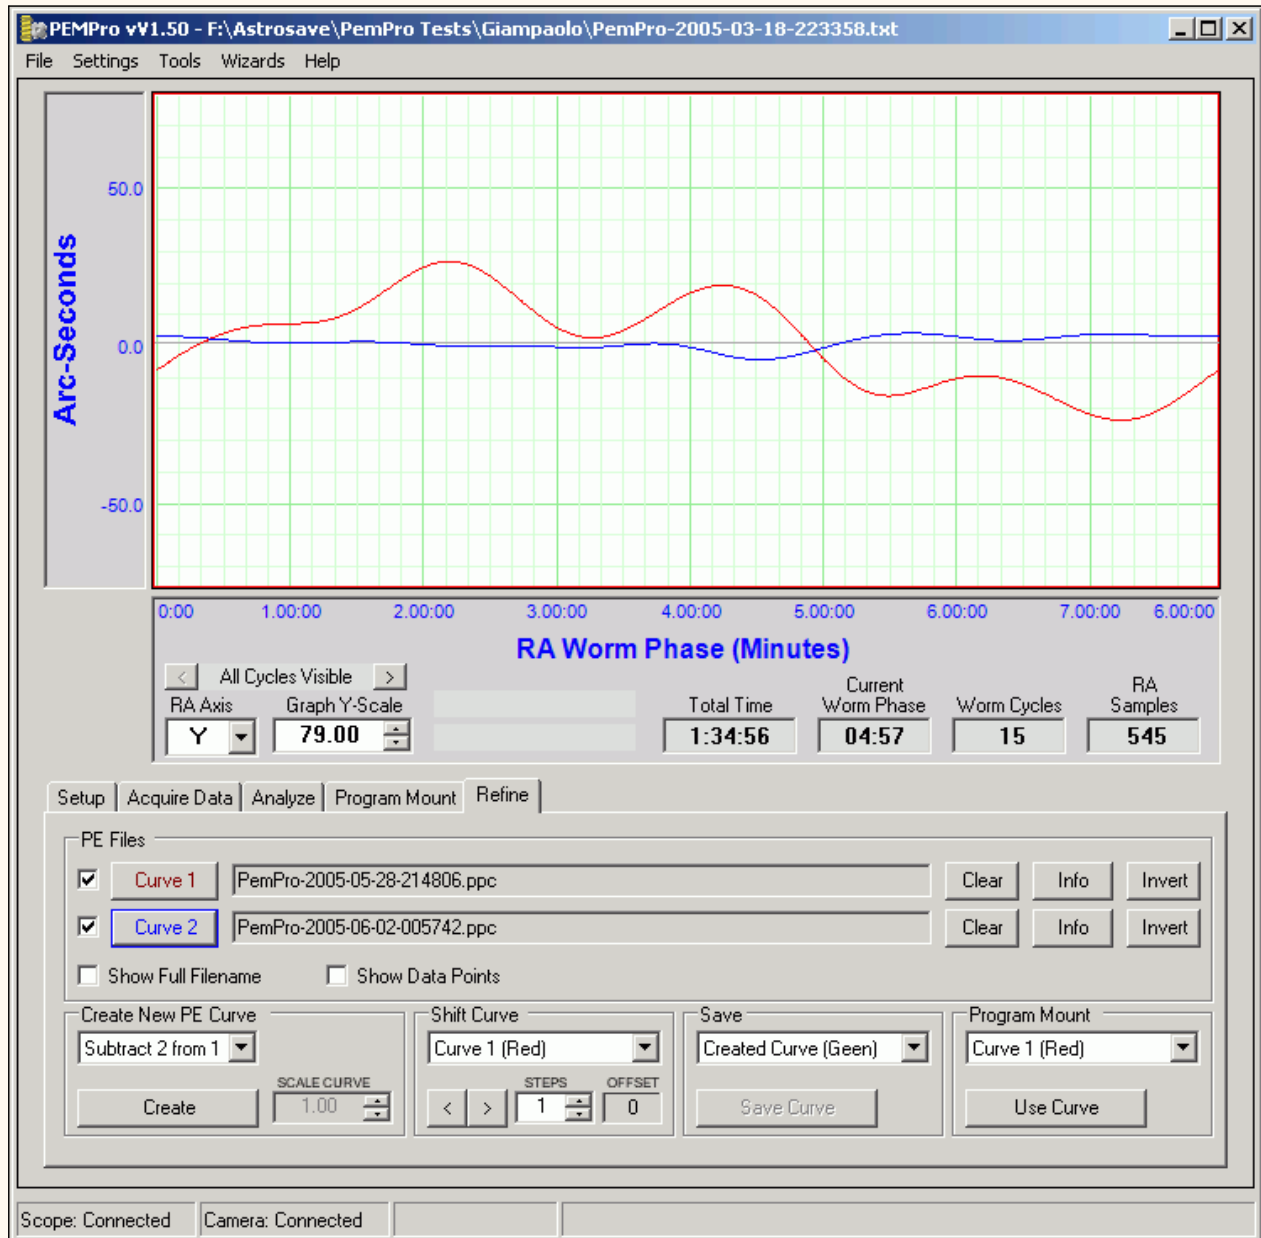 PEMPro vV1.50 - F:\Astrosave\PemPro Tests\Giampaolo\PemPro-2005-03-18-223358.txt
File Settings Tools Wizards Help
Arc-Seconds
50.0
0.0
-50.0
0:00 1.00:00 2.00:00 3.00:00 4.00:00 5.00:00 6.00:00 7.00:00 6.00:00
RA Worm Phase (Minutes)
< All Cycles Visible >
RA Axis Graph Y-Scale Total Time Current Worm Phase Worm Cycles RA Samples
Y 79.00 1:34:56 04:57 15 545
Setup Acquire Data Analyze Program Mount Refine
PE Files
Curve 1 PemPro-2005-05-28-214806.ppc Clear Info Invert
Curve 2 PemPro-2005-06-02-005742.ppc Clear Info Invert
Show Full Filename Show Data Points
Create New PE Curve Shift Curve Save Program Mount
Subtract 2 from 1 Curve 1 (Red) Created Curve (Geen) Curve 1 (Red)
SCALE CURVE STEPS OFFSET
Create 1.00 < > 1 0 Save Curve Use Curve
Scope: Connected Camera: Connected